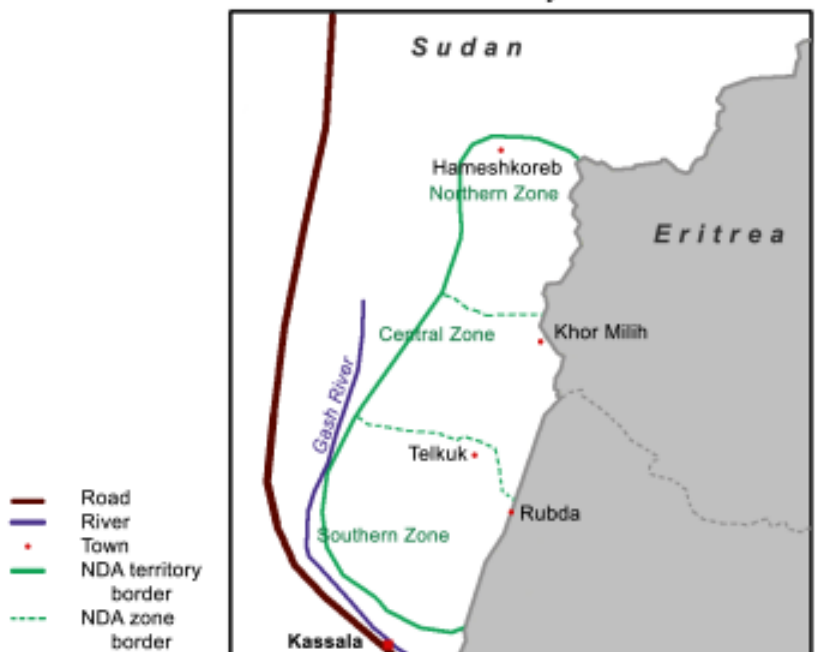 Sudan
Hameshkoreb
Northern Zone
Eritrea
Central Zone
Khor Milih
Gash River
Telkuk
Rubda
Southern Zone
Kassala
Road
River
Town
NDA territory
border
NDA zone
border